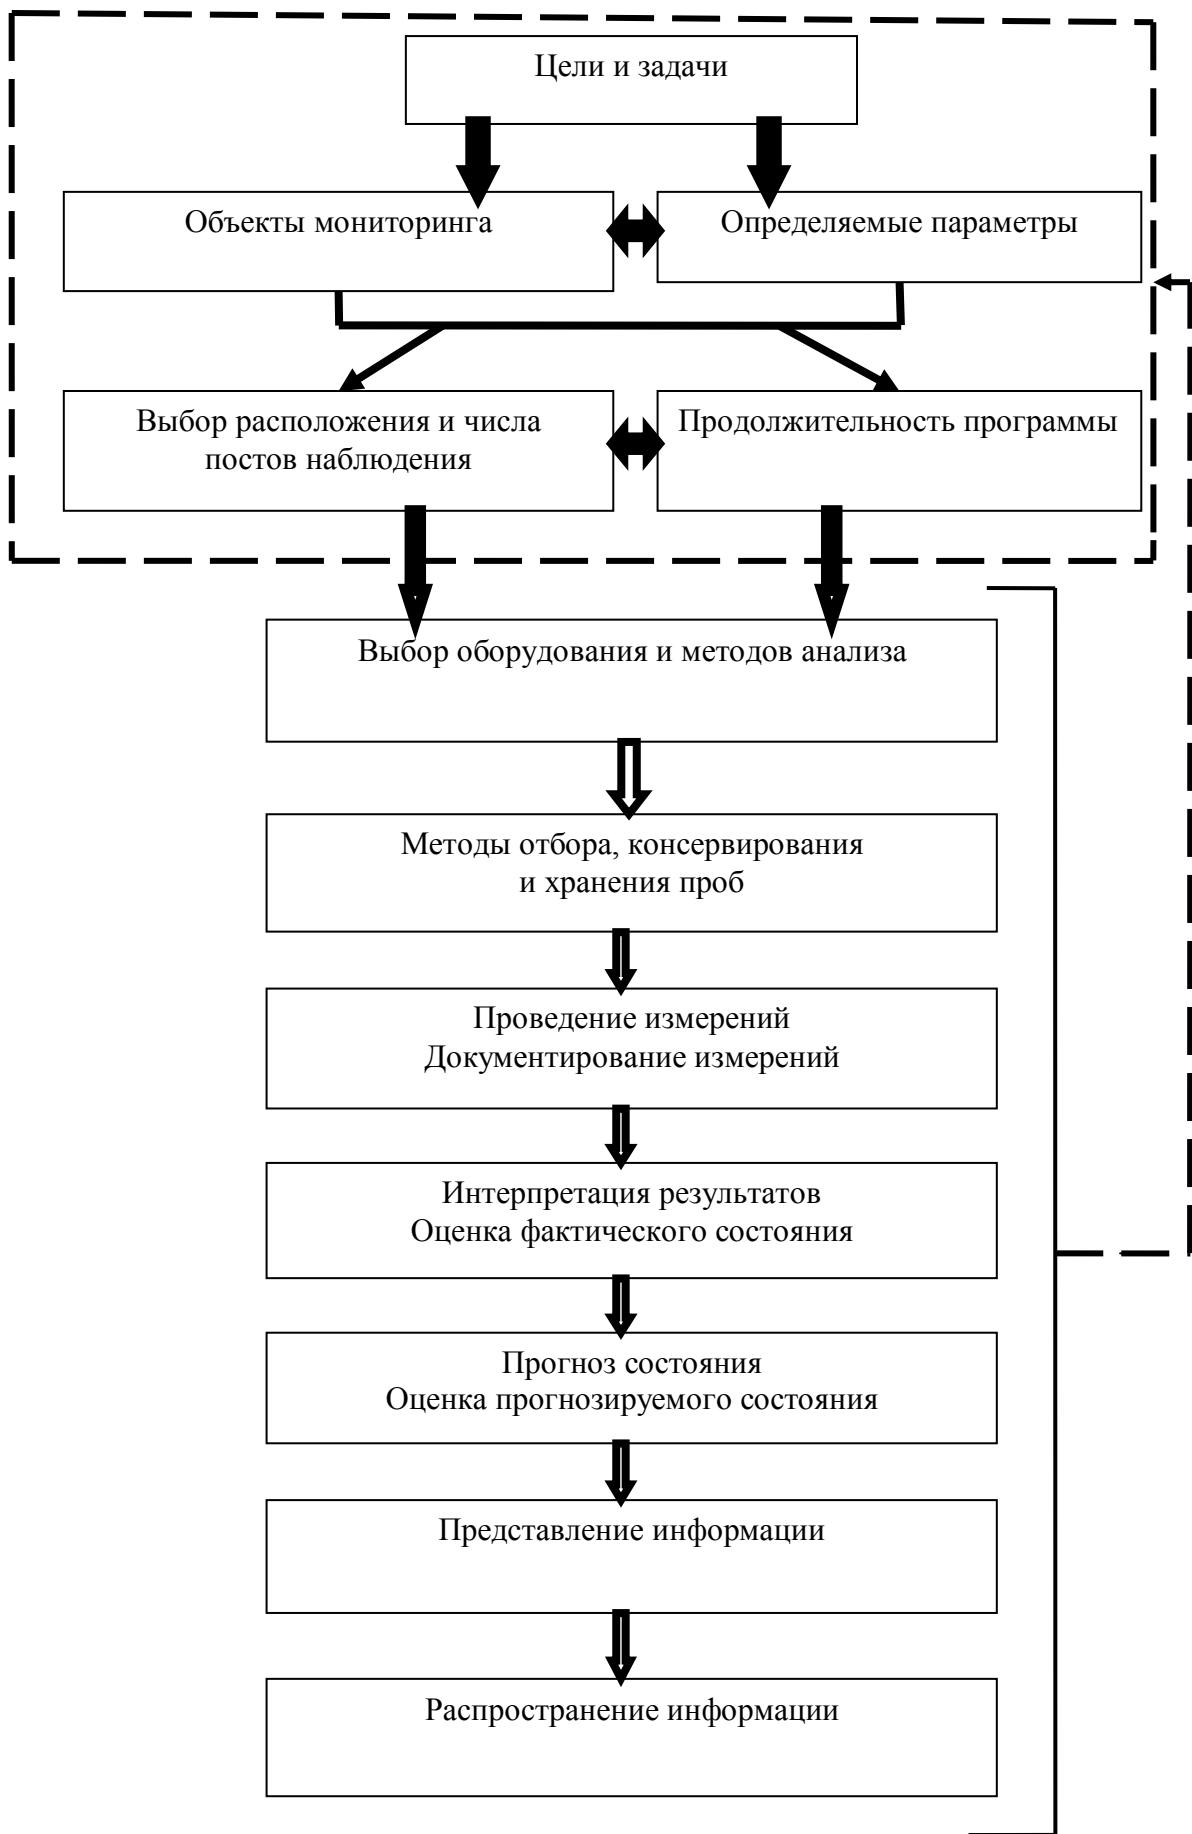 Цели и задачи
Объекты мониторинга
Определяемые параметры
Выбор расположения и числа
постов наблюдения
Продолжительность программы
Выбор оборудования и методов анализа
Методы отбора, консервирования
и хранения проб
Проведение измерений
Документирование измерений
Интерпретация результатов
Оценка фактического состояния
Прогноз состояния
Оценка прогнозируемого состояния
Представление информации
Распространение информации